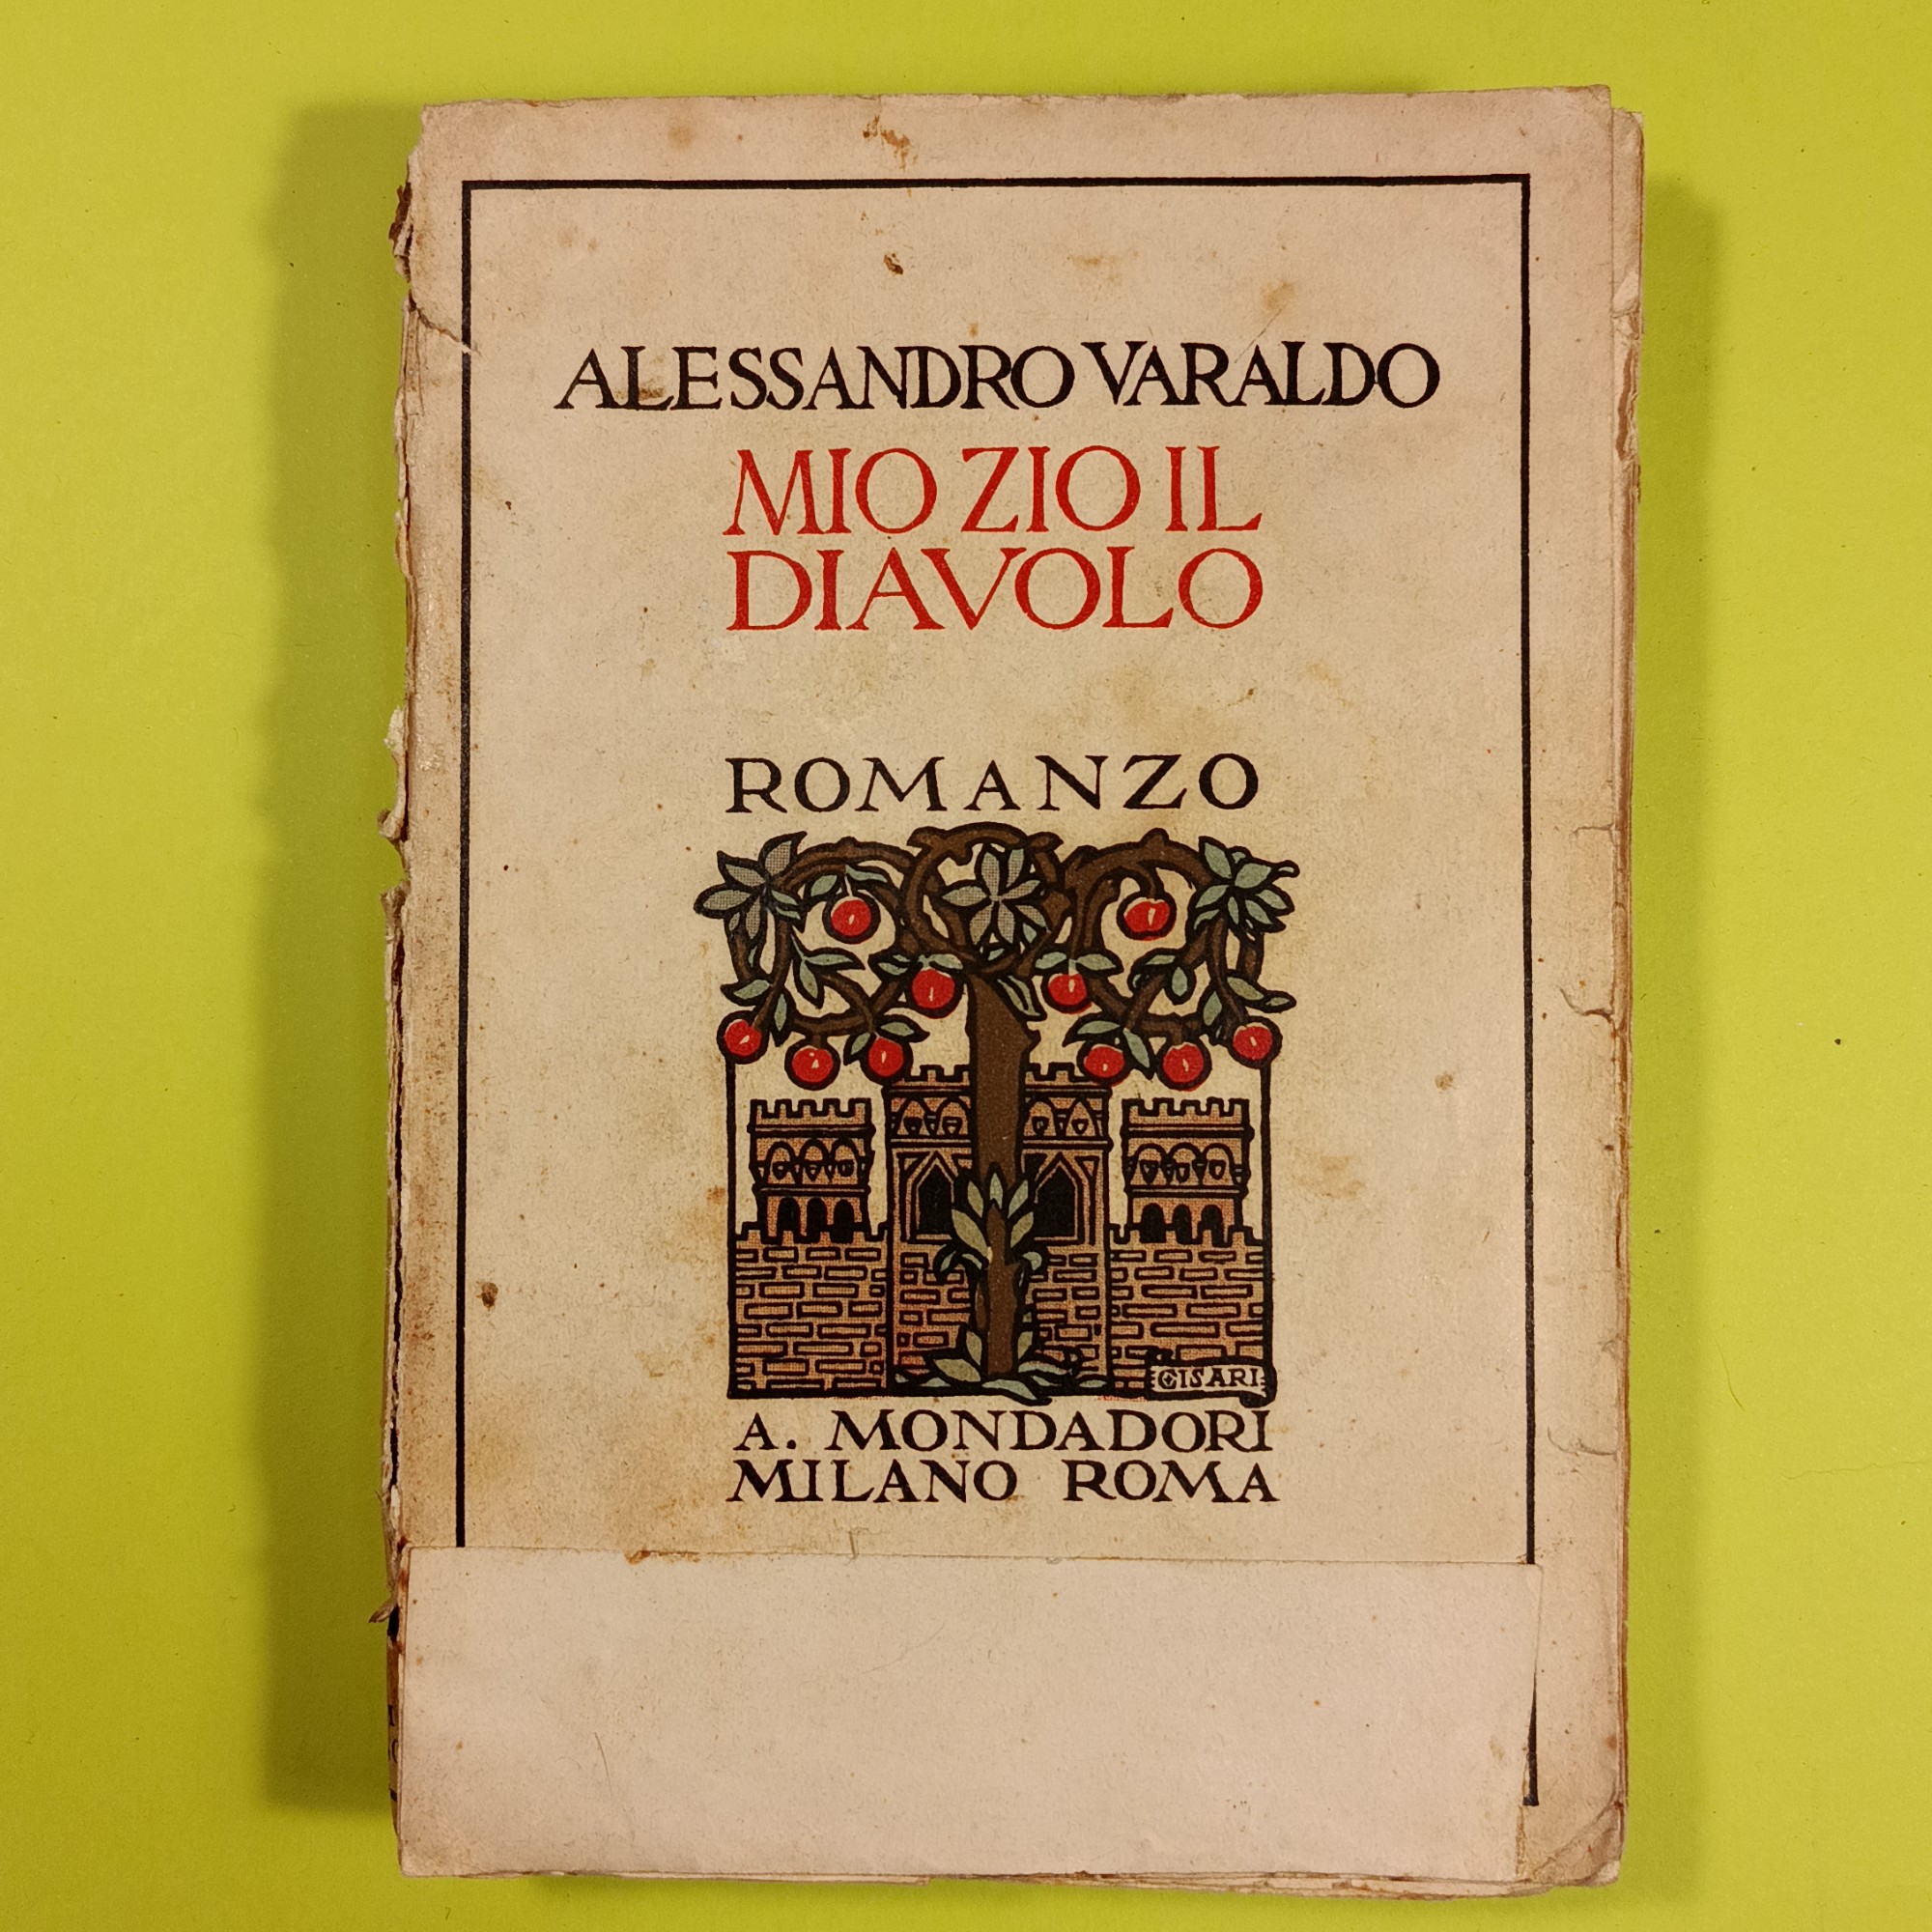 ALESSANDRO VARALDO
MIO ZIO IL
DIAVOLO
ROMANZO
CISARI
A. MONDADORI
MILANO ROMA